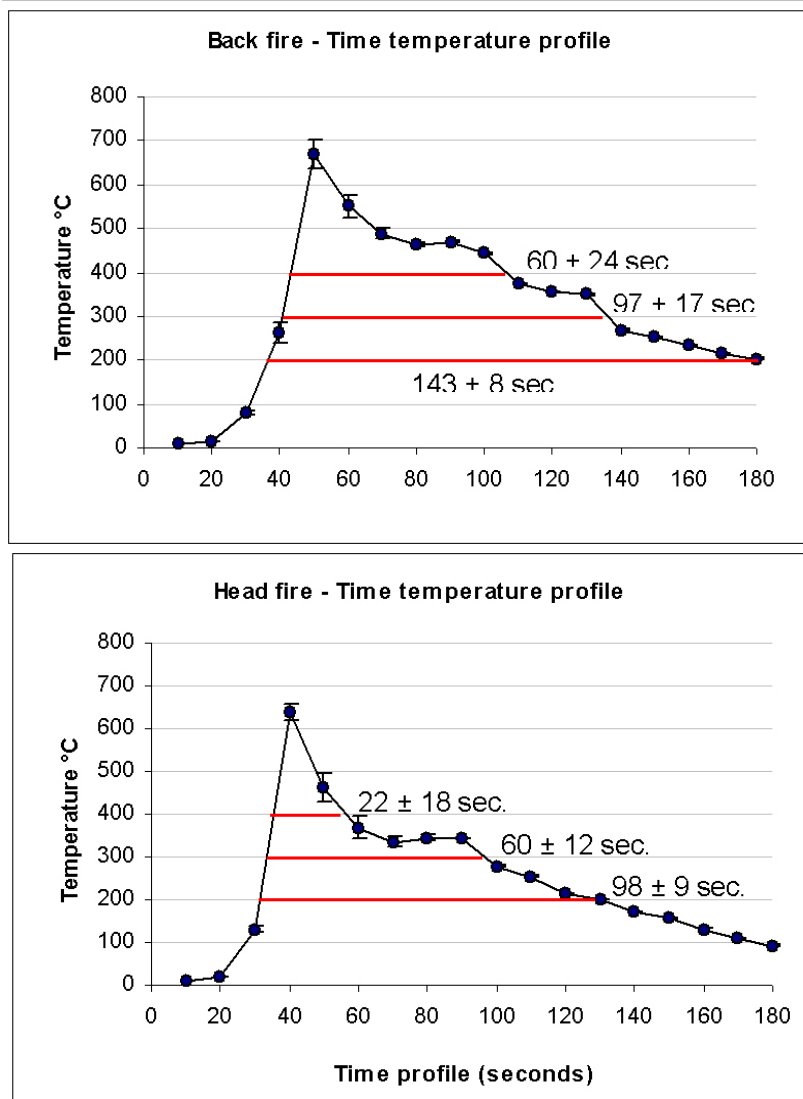 Back fire - Time temperature profile
800
700
600
500
400
300
200
100
0
Temperature °C
60 + 24 sec
97 + 17 sec
143 + 8 sec
0 20 40 60 80 100 120 140 160 180
Head fire - Time temperature profile
800
700
600
500
400
300
200
100
0
Temperature °C
22 ± 18 sec.
60 ± 12 sec.
98 ± 9 sec.
0 20 40 60 80 100 120 140 160 180
Time profile (seconds)